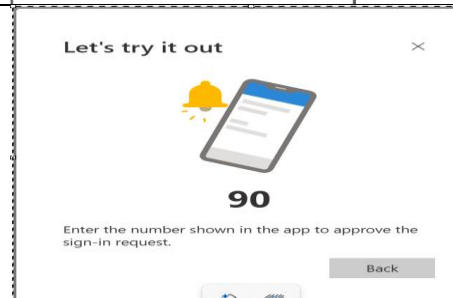 Let's try it out
90
Enter the number shown in the app to approve the
sign-in request.
Back